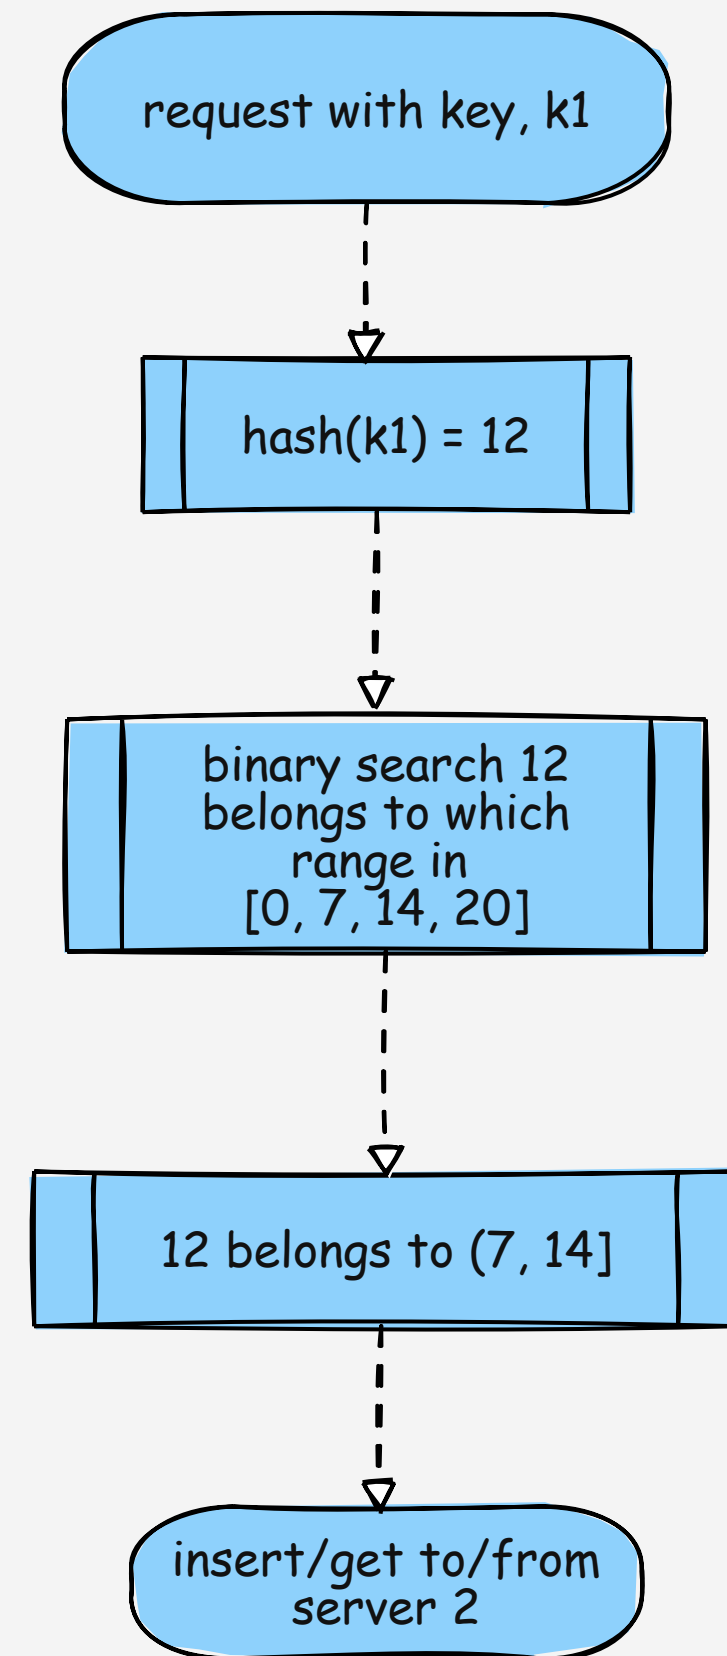 request with key, k1
hash(k1) = 12
binary search 12
belongs to which
range in
[0, 7, 14, 20]
12 belongs to (7, 14]
insert/get to/from
server 2